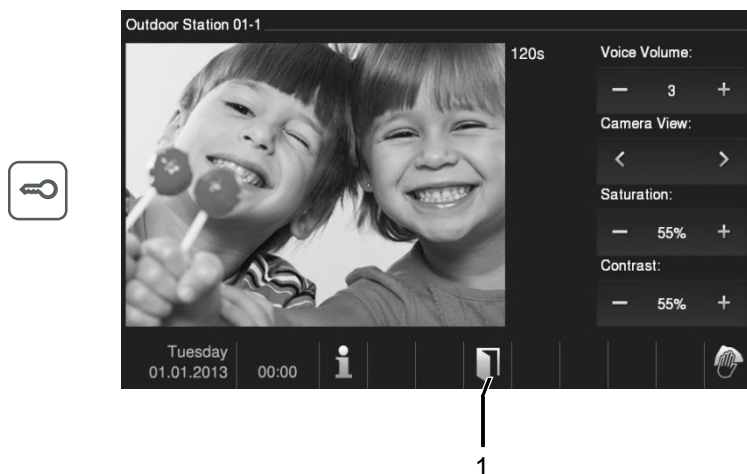 Outdoor Station 01-1
120s
Voice Volume:
− 3 +
Camera View:
< >
Saturation:
− 55% +
Contrast:
− 55% +
Tuesday
01.01.2013 00:00
1